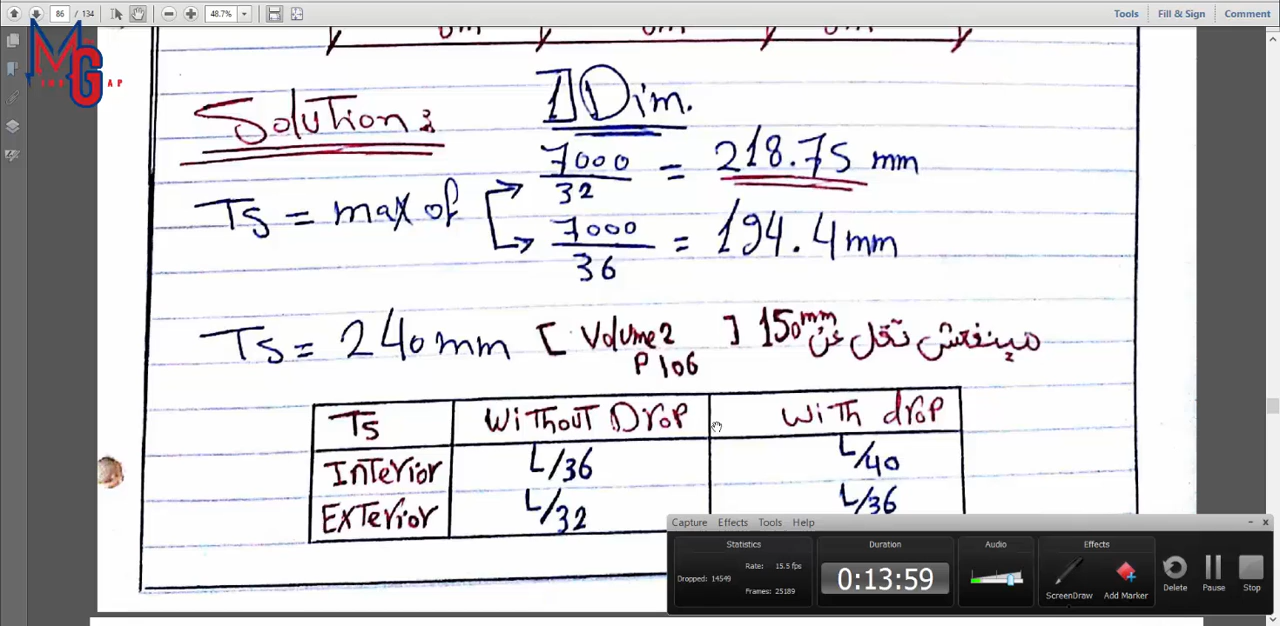 86 / 134
48.7%
Tools
Fill & Sign
Comment
MG
Solution:
1 Dim.
Ts = max of
7000/32 = 218.75 mm
7000/36 = 194.4 mm
Ts = 240 mm [ Volume 2 P 106 ] مينفعش تقل عن 150mm
Ts Without Drop With drop
Interior L/36 L/40
Exterior L/32 L/36
Capture Effects Tools Help
Statistics
Rate: 15.5 fps
Dropped: 14549
Frames: 25189
Duration
0:13:59
Audio
Effects
ScreenDraw
Add Marker
Delete
Pause
Stop